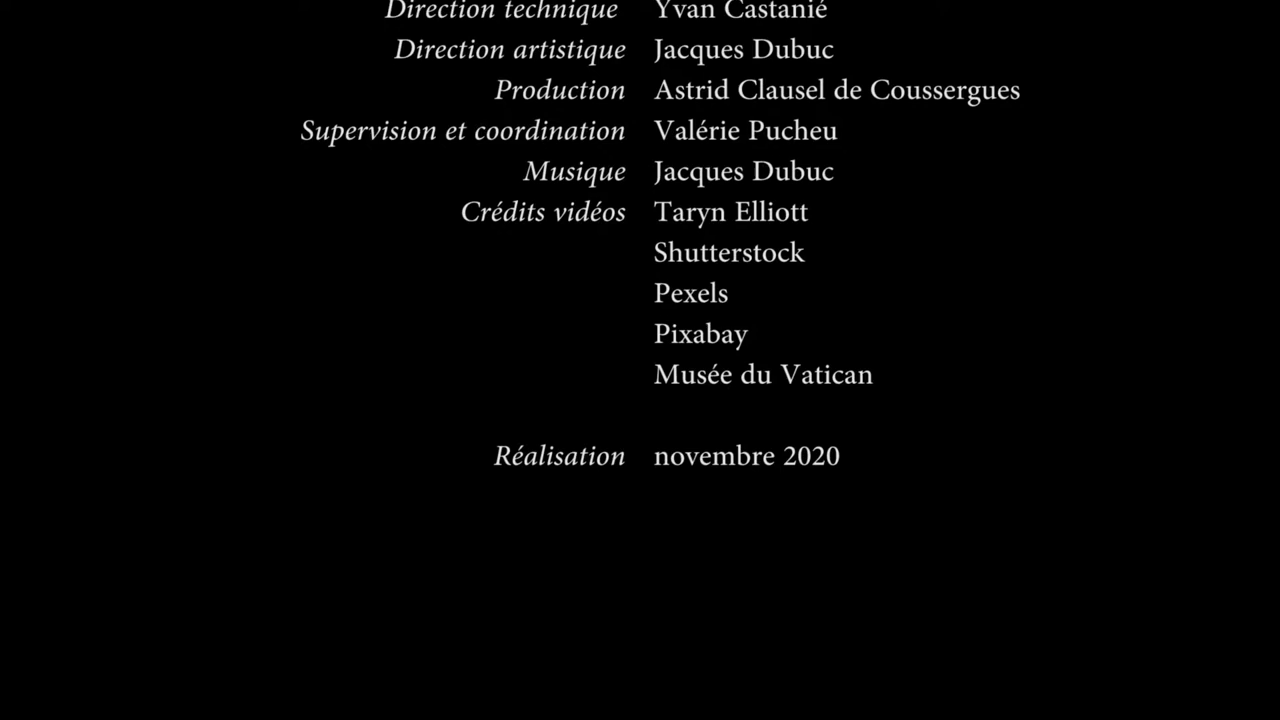 Direction technique Yvan Castanié
Direction artistique Jacques Dubuc
Production Astrid Clausel de Coussergues
Supervision et coordination Valérie Pucheu
Musique Jacques Dubuc
Crédits vidéos Taryn Elliott
Shutterstock
Pexels
Pixabay
Musée du Vatican
Réalisation novembre 2020